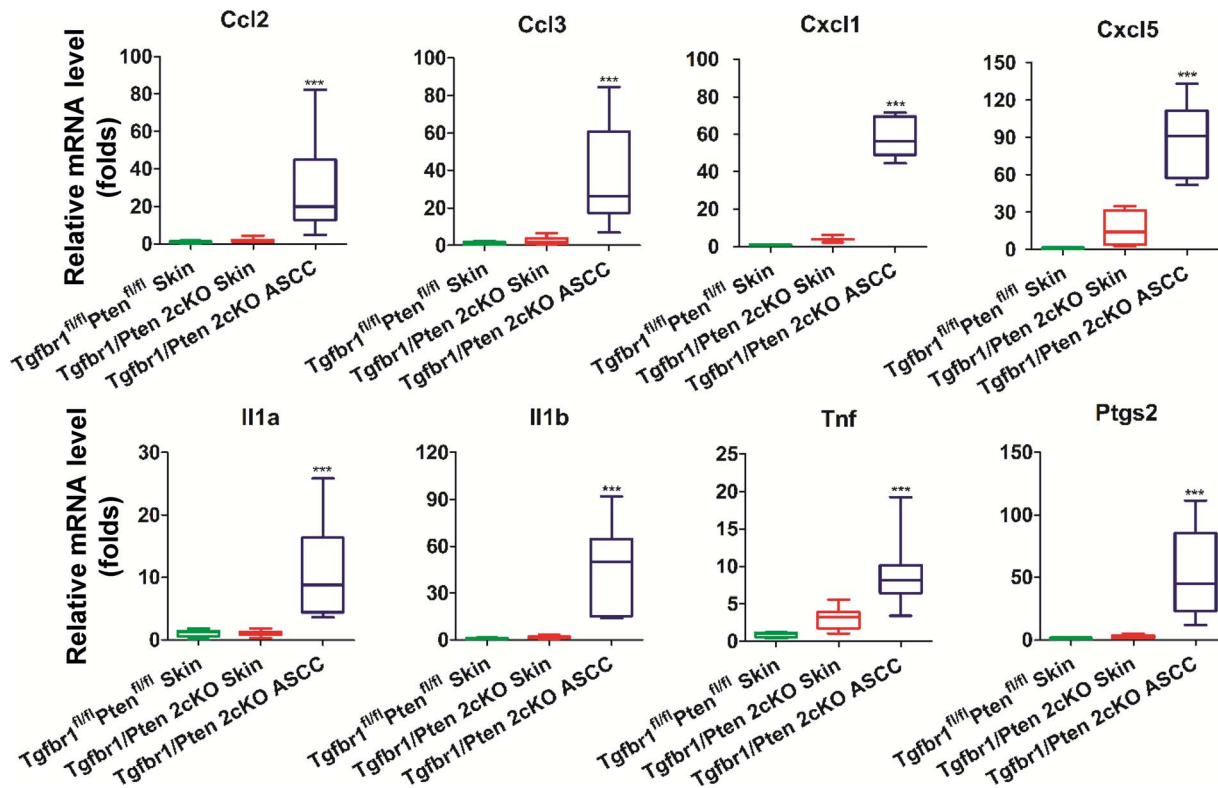 Ccl2
Relative mRNA level
(folds)
100
80
60
40
20
0
***
Tgfbr1fl/flPtenfl/fl Skin
Tgfbr1/Pten 2cKO Skin
Tgfbr1/Pten 2cKO ASCC
Ccl3
100
80
60
40
20
0
***
Tgfbr1fl/flPtenfl/fl Skin
Tgfbr1/Pten 2cKO Skin
Tgfbr1/Pten 2cKO ASCC
Cxcl1
100
80
60
40
20
0
***
Tgfbr1fl/flPtenfl/fl Skin
Tgfbr1/Pten 2cKO Skin
Tgfbr1/Pten 2cKO ASCC
Cxcl5
150
120
90
60
30
0
***
Tgfbr1fl/flPtenfl/fl Skin
Tgfbr1/Pten 2cKO Skin
Tgfbr1/Pten 2cKO ASCC
Il1a
Relative mRNA level
(folds)
30
20
10
0
***
Tgfbr1fl/flPtenfl/fl Skin
Tgfbr1/Pten 2cKO Skin
Tgfbr1/Pten 2cKO ASCC
Il1b
120
90
60
30
0
***
Tgfbr1fl/flPtenfl/fl Skin
Tgfbr1/Pten 2cKO Skin
Tgfbr1/Pten 2cKO ASCC
Tnf
25
20
15
10
5
0
***
Tgfbr1fl/flPtenfl/fl Skin
Tgfbr1/Pten 2cKO Skin
Tgfbr1/Pten 2cKO ASCC
Ptgs2
150
100
50
0
***
Tgfbr1fl/flPtenfl/fl Skin
Tgfbr1/Pten 2cKO Skin
Tgfbr1/Pten 2cKO ASCC